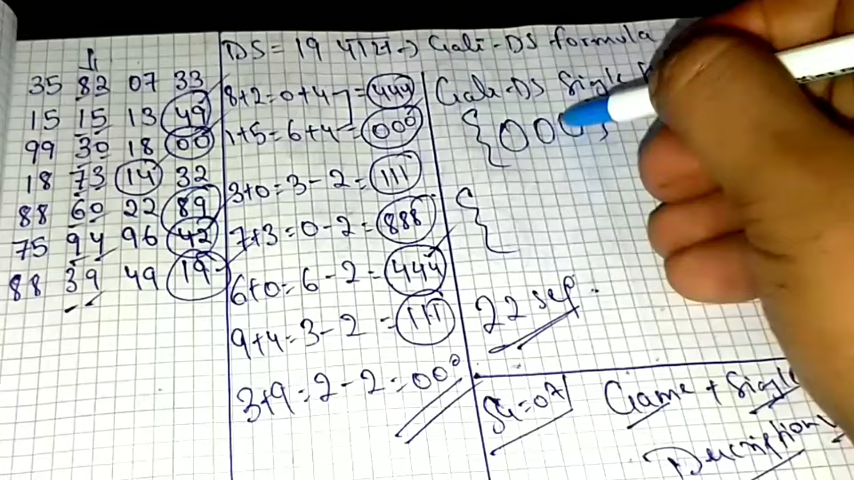 35 82 07 33
15 15 13 49
99 30 18 00
18 73 14 32
88 60 22 89
75 94 96 42
88 39 49 19
DS = 19 → Gali-DS formula
8+2=0+4 = 444
1+5=6+4 = 000
3+0=3-2 = 111
7+3=0-2= 888
6+0=6-2= 444
9+4=3-2 = 111
3+9=2-2=000
Gali-DS Sigle
{000}
{
22 sep.
SG=07
Game + Sigle
Description